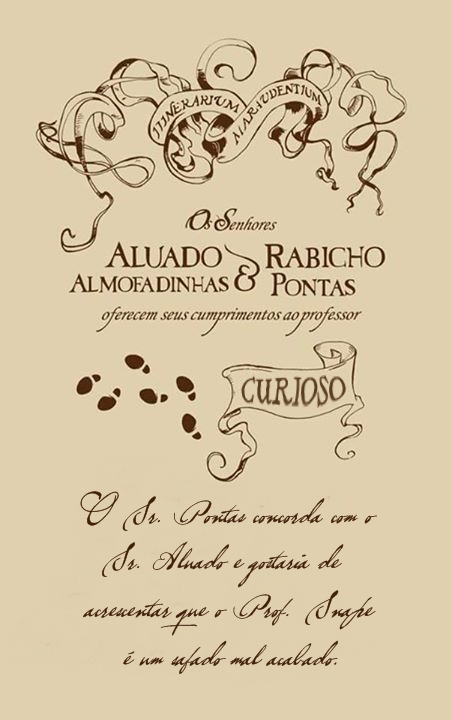 ITINERARIUM MARAUDENTIUM
Os Senhores
ALUADO RABICHO
ALMOFADINHAS & PONTAS
oferecem seus cumprimentos ao professor
CURIOSO
O Sr. Pontas concorda com o
Sr. Aluado e gostaria de
acrescentar que o Prof. Snape
é um safado mal acabado.